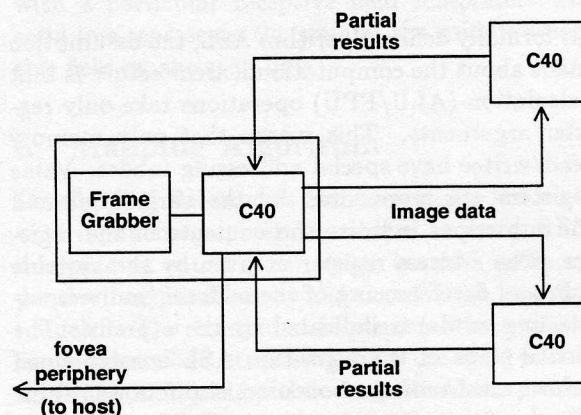 Partial
results
C40
Frame
Grabber
C40
Image data
C40
fovea
periphery
(to host)
Partial
results